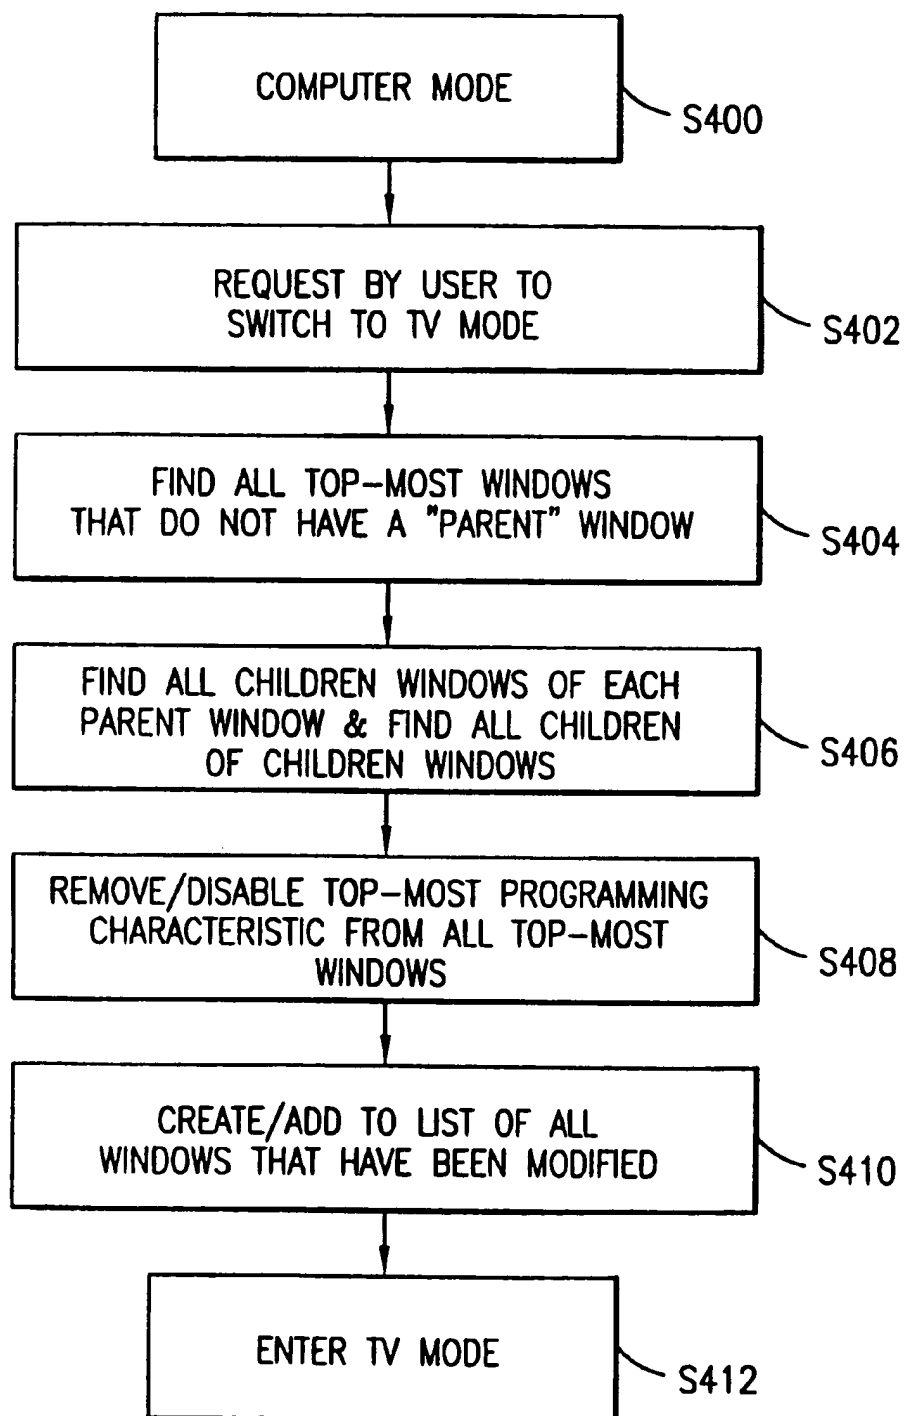 COMPUTER MODE
S400
REQUEST BY USER TO
SWITCH TO TV MODE
S402
FIND ALL TOP-MOST WINDOWS
THAT DO NOT HAVE A "PARENT" WINDOW
S404
FIND ALL CHILDREN WINDOWS OF EACH
PARENT WINDOW & FIND ALL CHILDREN
OF CHILDREN WINDOWS
S406
REMOVE/DISABLE TOP-MOST PROGRAMMING
CHARACTERISTIC FROM ALL TOP-MOST
WINDOWS
S408
CREATE/ADD TO LIST OF ALL
WINDOWS THAT HAVE BEEN MODIFIED
S410
ENTER TV MODE
S412